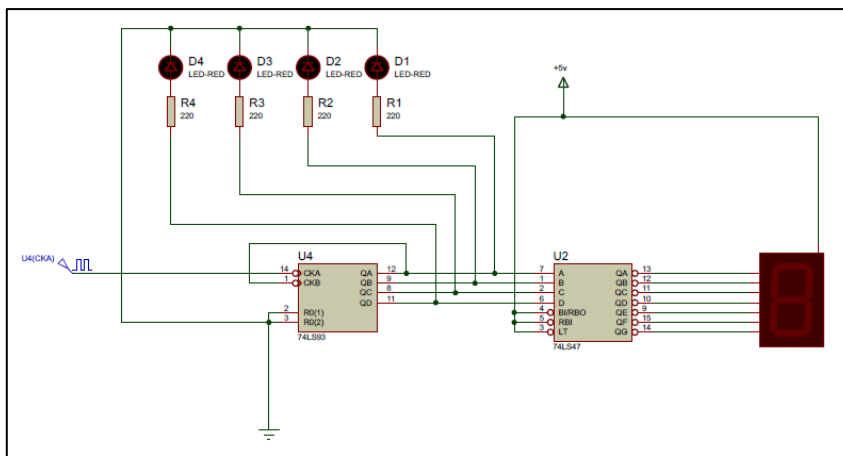 D4
LED-RED
D3
LED-RED
D2
LED-RED
D1
LED-RED
+5v
R4
220
R3
220
R2
220
R1
220
U4(CKA)
U4
14 CKA QA 12
1 CKB QB 9
QC 8
QD 11
2 R0(1)
3 R0(2)
74LS93
U2
7 A QA 13
1 B QB 12
2 C QC 11
6 D QD 10
4 BI/RBO QE 9
5 RBI QF 15
3 LT QG 14
74LS47